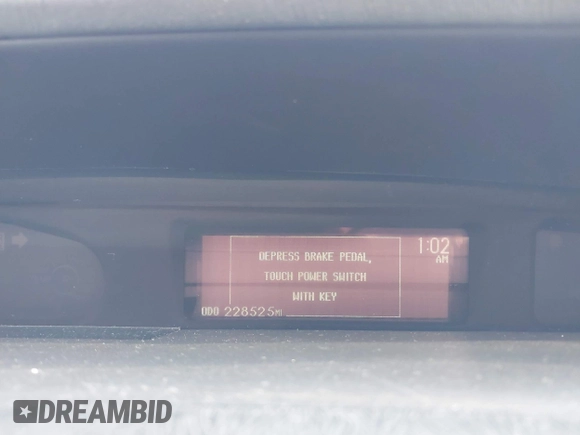 DEPRESS BRAKE PEDAL,
TOUCH POWER SWITCH
WITH KEY
1:02
AM
ODO 228525MI
DREAMBID